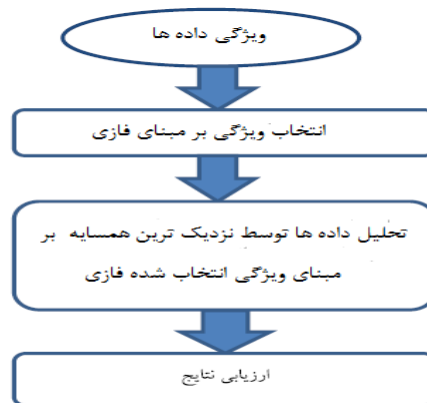 ویژگی داده ها
انتخاب ویژگی بر مبنای فازی
تحلیل داده ها توسط نزدیک ترین همسایه بر
مبنای ویژگی انتخاب شده فازی
ارزیابی نتایج